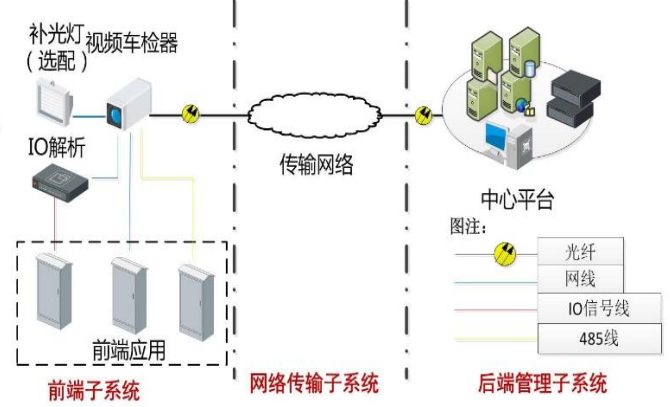 补光灯
（选配）
视频车检器
IO解析
传输网络
中心平台
图注：
光纤
网线
IO信号线
485线
前端应用
前端子系统
网络传输子系统
后端管理子系统